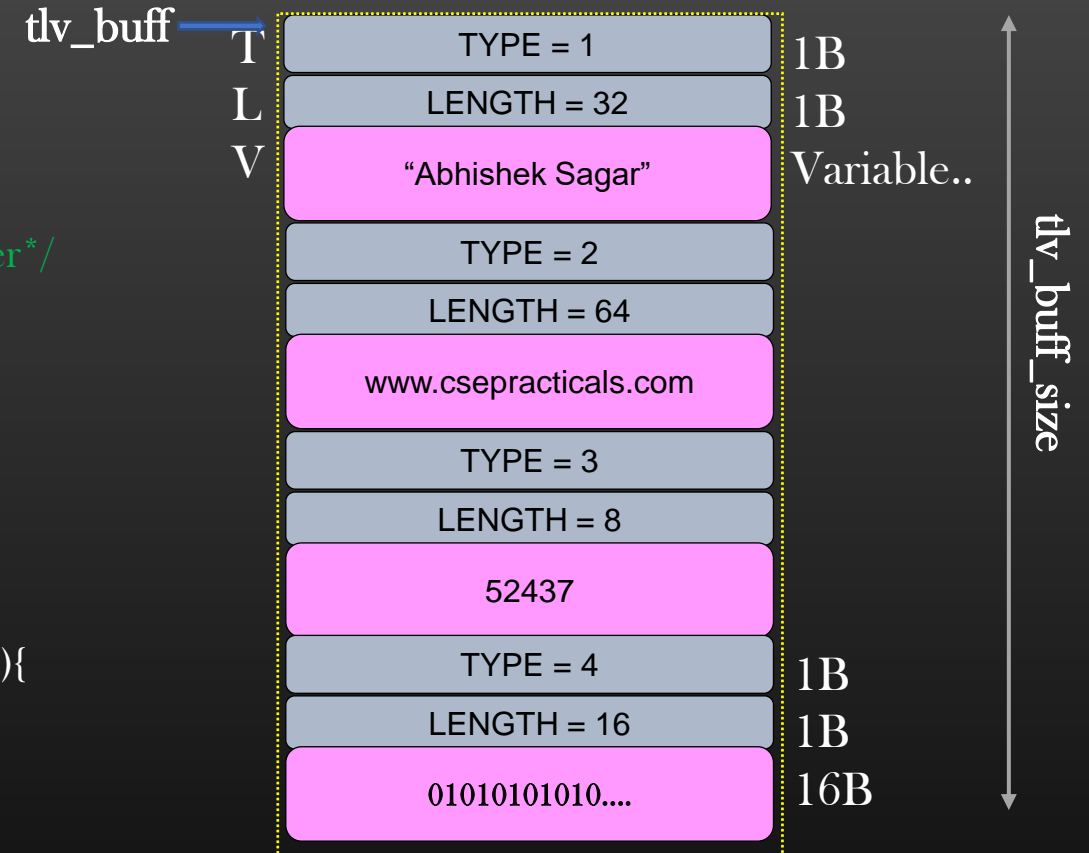 tlv_buff
T
TYPE = 1
1B
L
LENGTH = 32
1B
V
“Abhishek Sagar”
Variable..
er*/
TYPE = 2
LENGTH = 64
www.csepracticals.com
tlv_buff_size
TYPE = 3
LENGTH = 8
52437
){
TYPE = 4
1B
LENGTH = 16
1B
01010101010....
16B